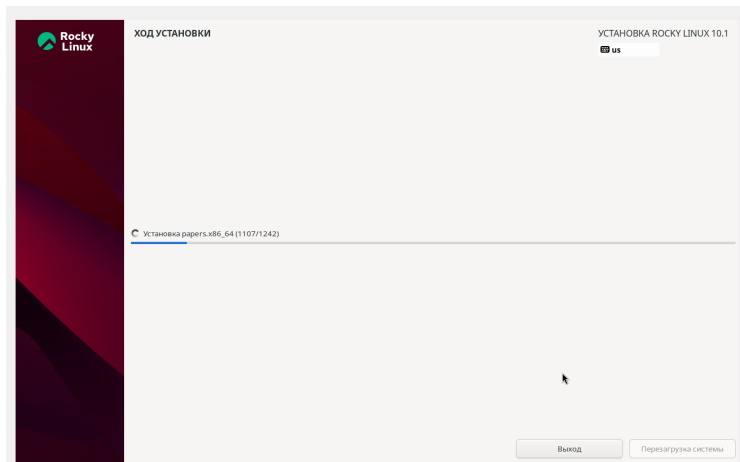 Rocky
Linux
ХОД УСТАНОВКИ
УСТАНОВКА ROCKY LINUX 10.1
us
Установка papers.x86_64 (1107/1242)
Выход
Перезагрузка системы